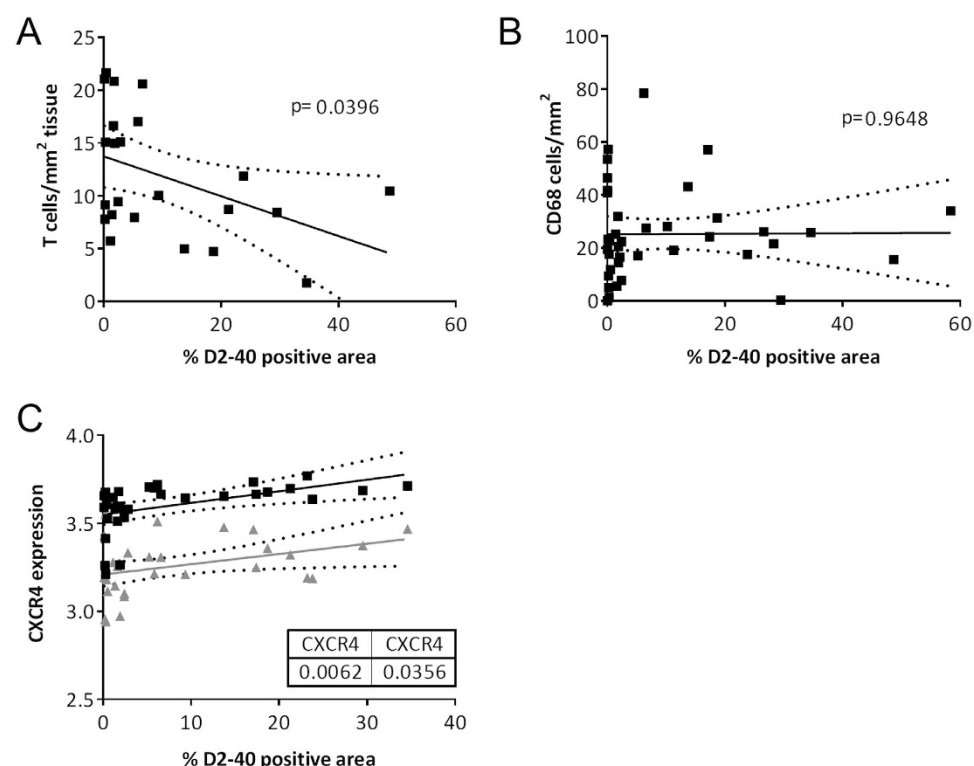 A
T cells/mm² tissue
25
20
15
10
5
0
p= 0.0396
0 20 40 60
% D2-40 positive area
B
CD68 cells/mm²
100
80
60
40
20
0
p= 0.9648
0 20 40 60
% D2-40 positive area
C
CXCR4 expression
4.0
3.5
3.0
2.5
CXCR4 CXCR4
0.0062 0.0356
0 10 20 30 40
% D2-40 positive area